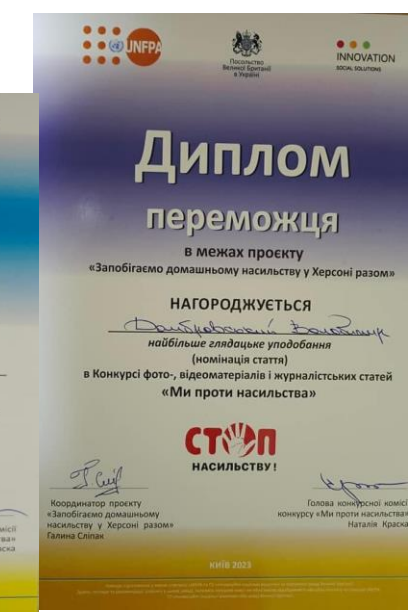 UNFPA
Посольство
Великої Британії
в Україні
INNOVATION
SOCIAL SOLUTIONS
Диплом
переможця
в межах проєкту
«Запобігаємо домашньому насильству у Херсоні разом»
НАГОРОДЖУЄТЬСЯ
Домбровський Володимир
найбільше глядацьке уподобання
(номінація стаття)
в Конкурсі фото-, відеоматеріалів і журналістських статей
«Ми проти насильства»
СТОП
НАСИЛЬСТВУ!
Координатор проєкту
«Запобігаємо домашньому
насильству у Херсоні разом»
Галина Сліпак
Голова конкурсної комісії
конкурсу «Ми проти насильства»
Наталія Краска
КИЇВ 2023